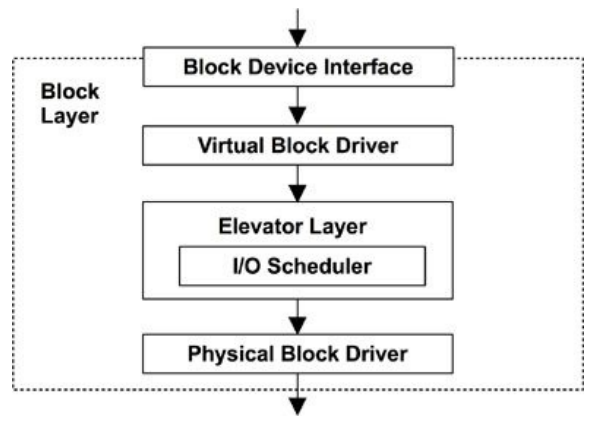 Block Device Interface
Block
Layer
Virtual Block Driver
Elevator Layer
I/O Scheduler
Physical Block Driver